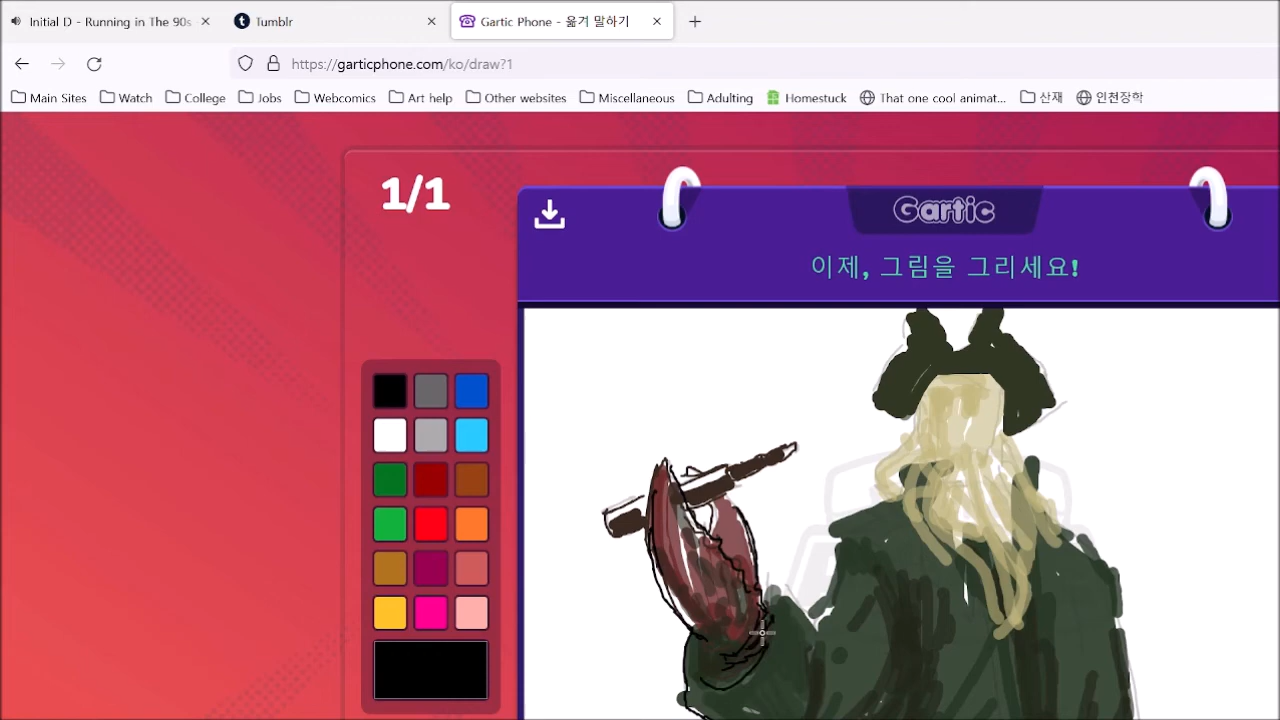 Initial D - Running in The 90s
Tumblr
Gartic Phone - 옮겨 말하기
https://garticphone.com/ko/draw?1
Main Sites
Watch
College
Jobs
Webcomics
Art help
Other websites
Miscellaneous
Adulting
Homestuck
That one cool animat...
산재
인천장학
1/1
Gartic
이제, 그림을 그리세요!